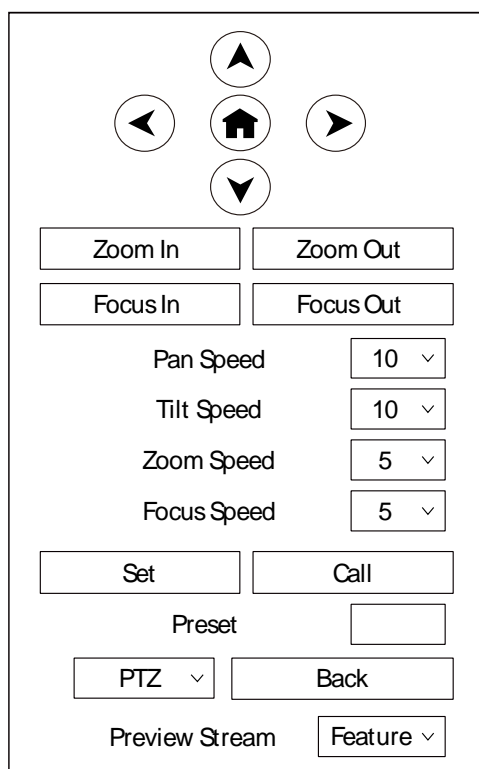 Zoom In Zoom Out
Focus In Focus Out
Pan Speed 10
Tilt Speed 10
Zoom Speed 5
Focus Speed 5
Set Call
Preset
PTZ Back
Preview Stream Feature